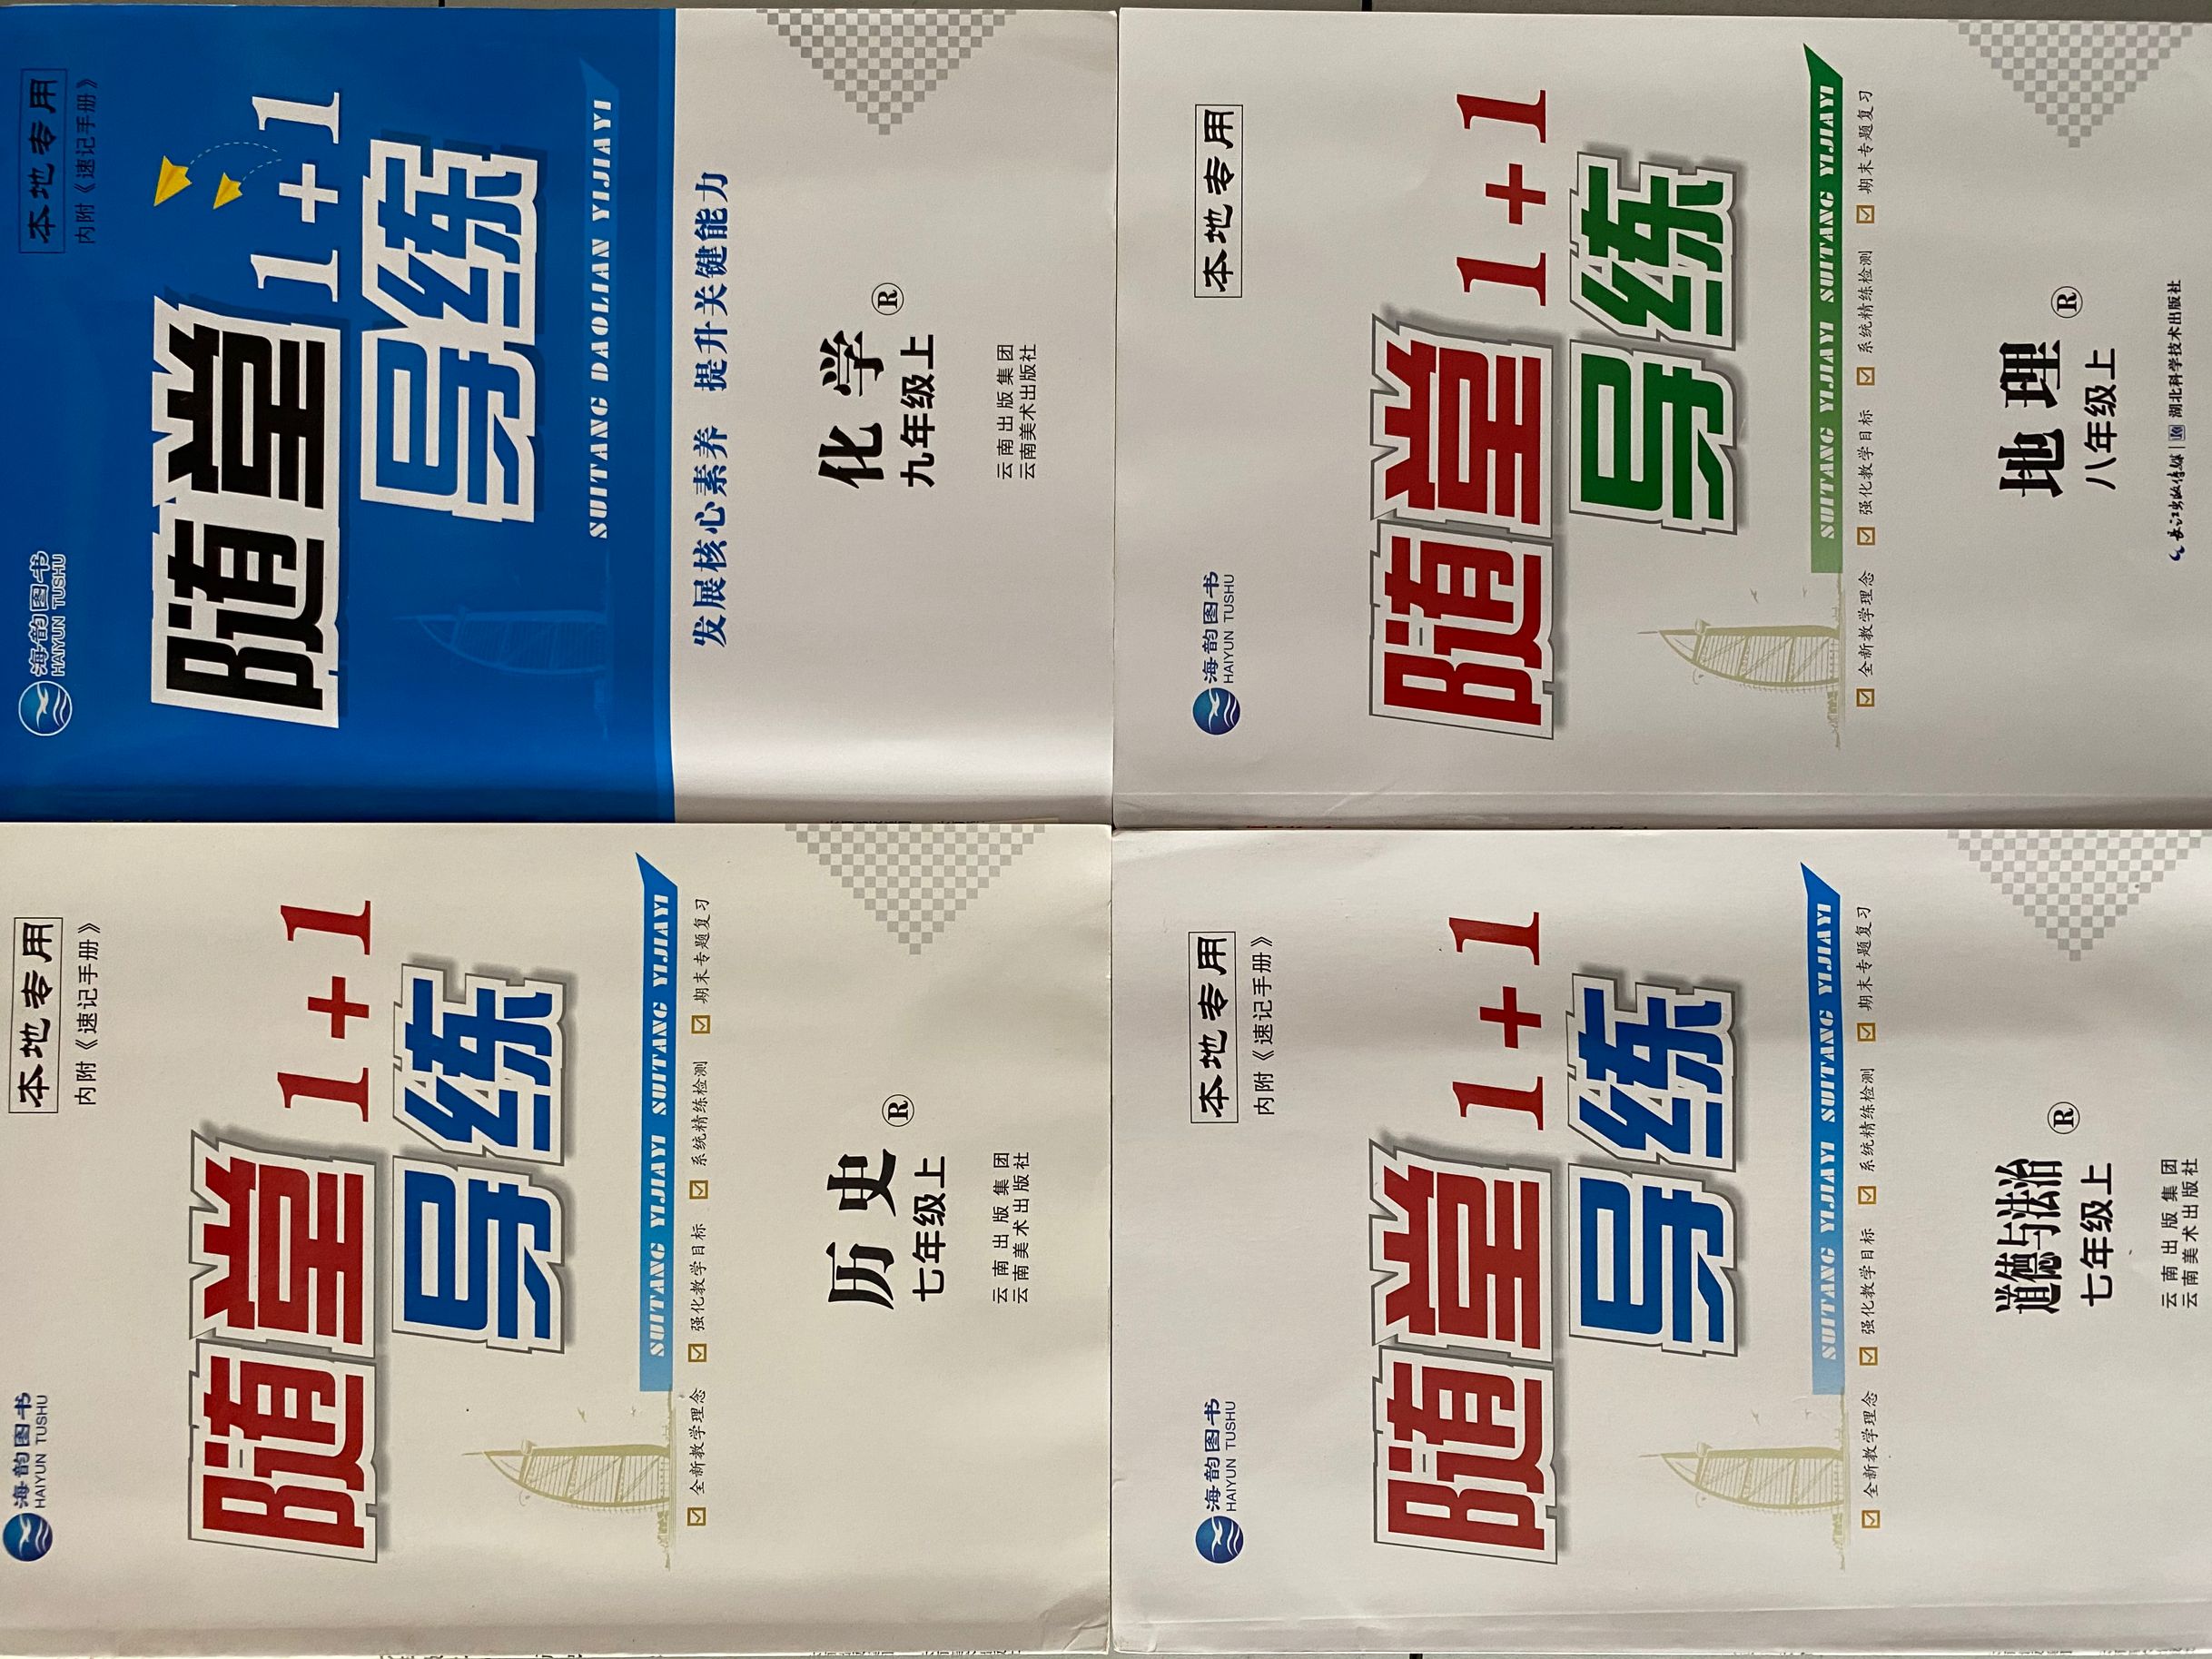 海韵图书
HAIYUN TUSHU
本地专用
内附《速记手册》
随堂1+1
导练
SUITANG DAOLIAN YIJIAYI
发展核心素养 提升关键能力
化学 R
九年级上
云南出版集团
云南美术出版社
海韵图书
HAIYUN TUSHU
本地专用
随堂1+1
导练
SUITANG YIJIAYI SUITANG YIJIAYI
全新教学理念 强化教学目标 系统精练检测 期末专题复习
地理 R
八年级上
长江出版传媒 湖北科学技术出版社
海韵图书
HAIYUN TUSHU
本地专用
内附《速记手册》
随堂1+1
导练
SUITANG YIJIAYI SUITANG YIJIAYI
全新教学理念 强化教学目标 系统精练检测 期末专题复习
历史 R
七年级上
云南出版集团
云南美术出版社
海韵图书
HAIYUN TUSHU
本地专用
内附《速记手册》
随堂1+1
导练
SUITANG YIJIAYI SUITANG YIJIAYI
全新教学理念 强化教学目标 系统精练检测 期末专题复习
道德与法治 R
七年级上
云南出版集团
云南美术出版社